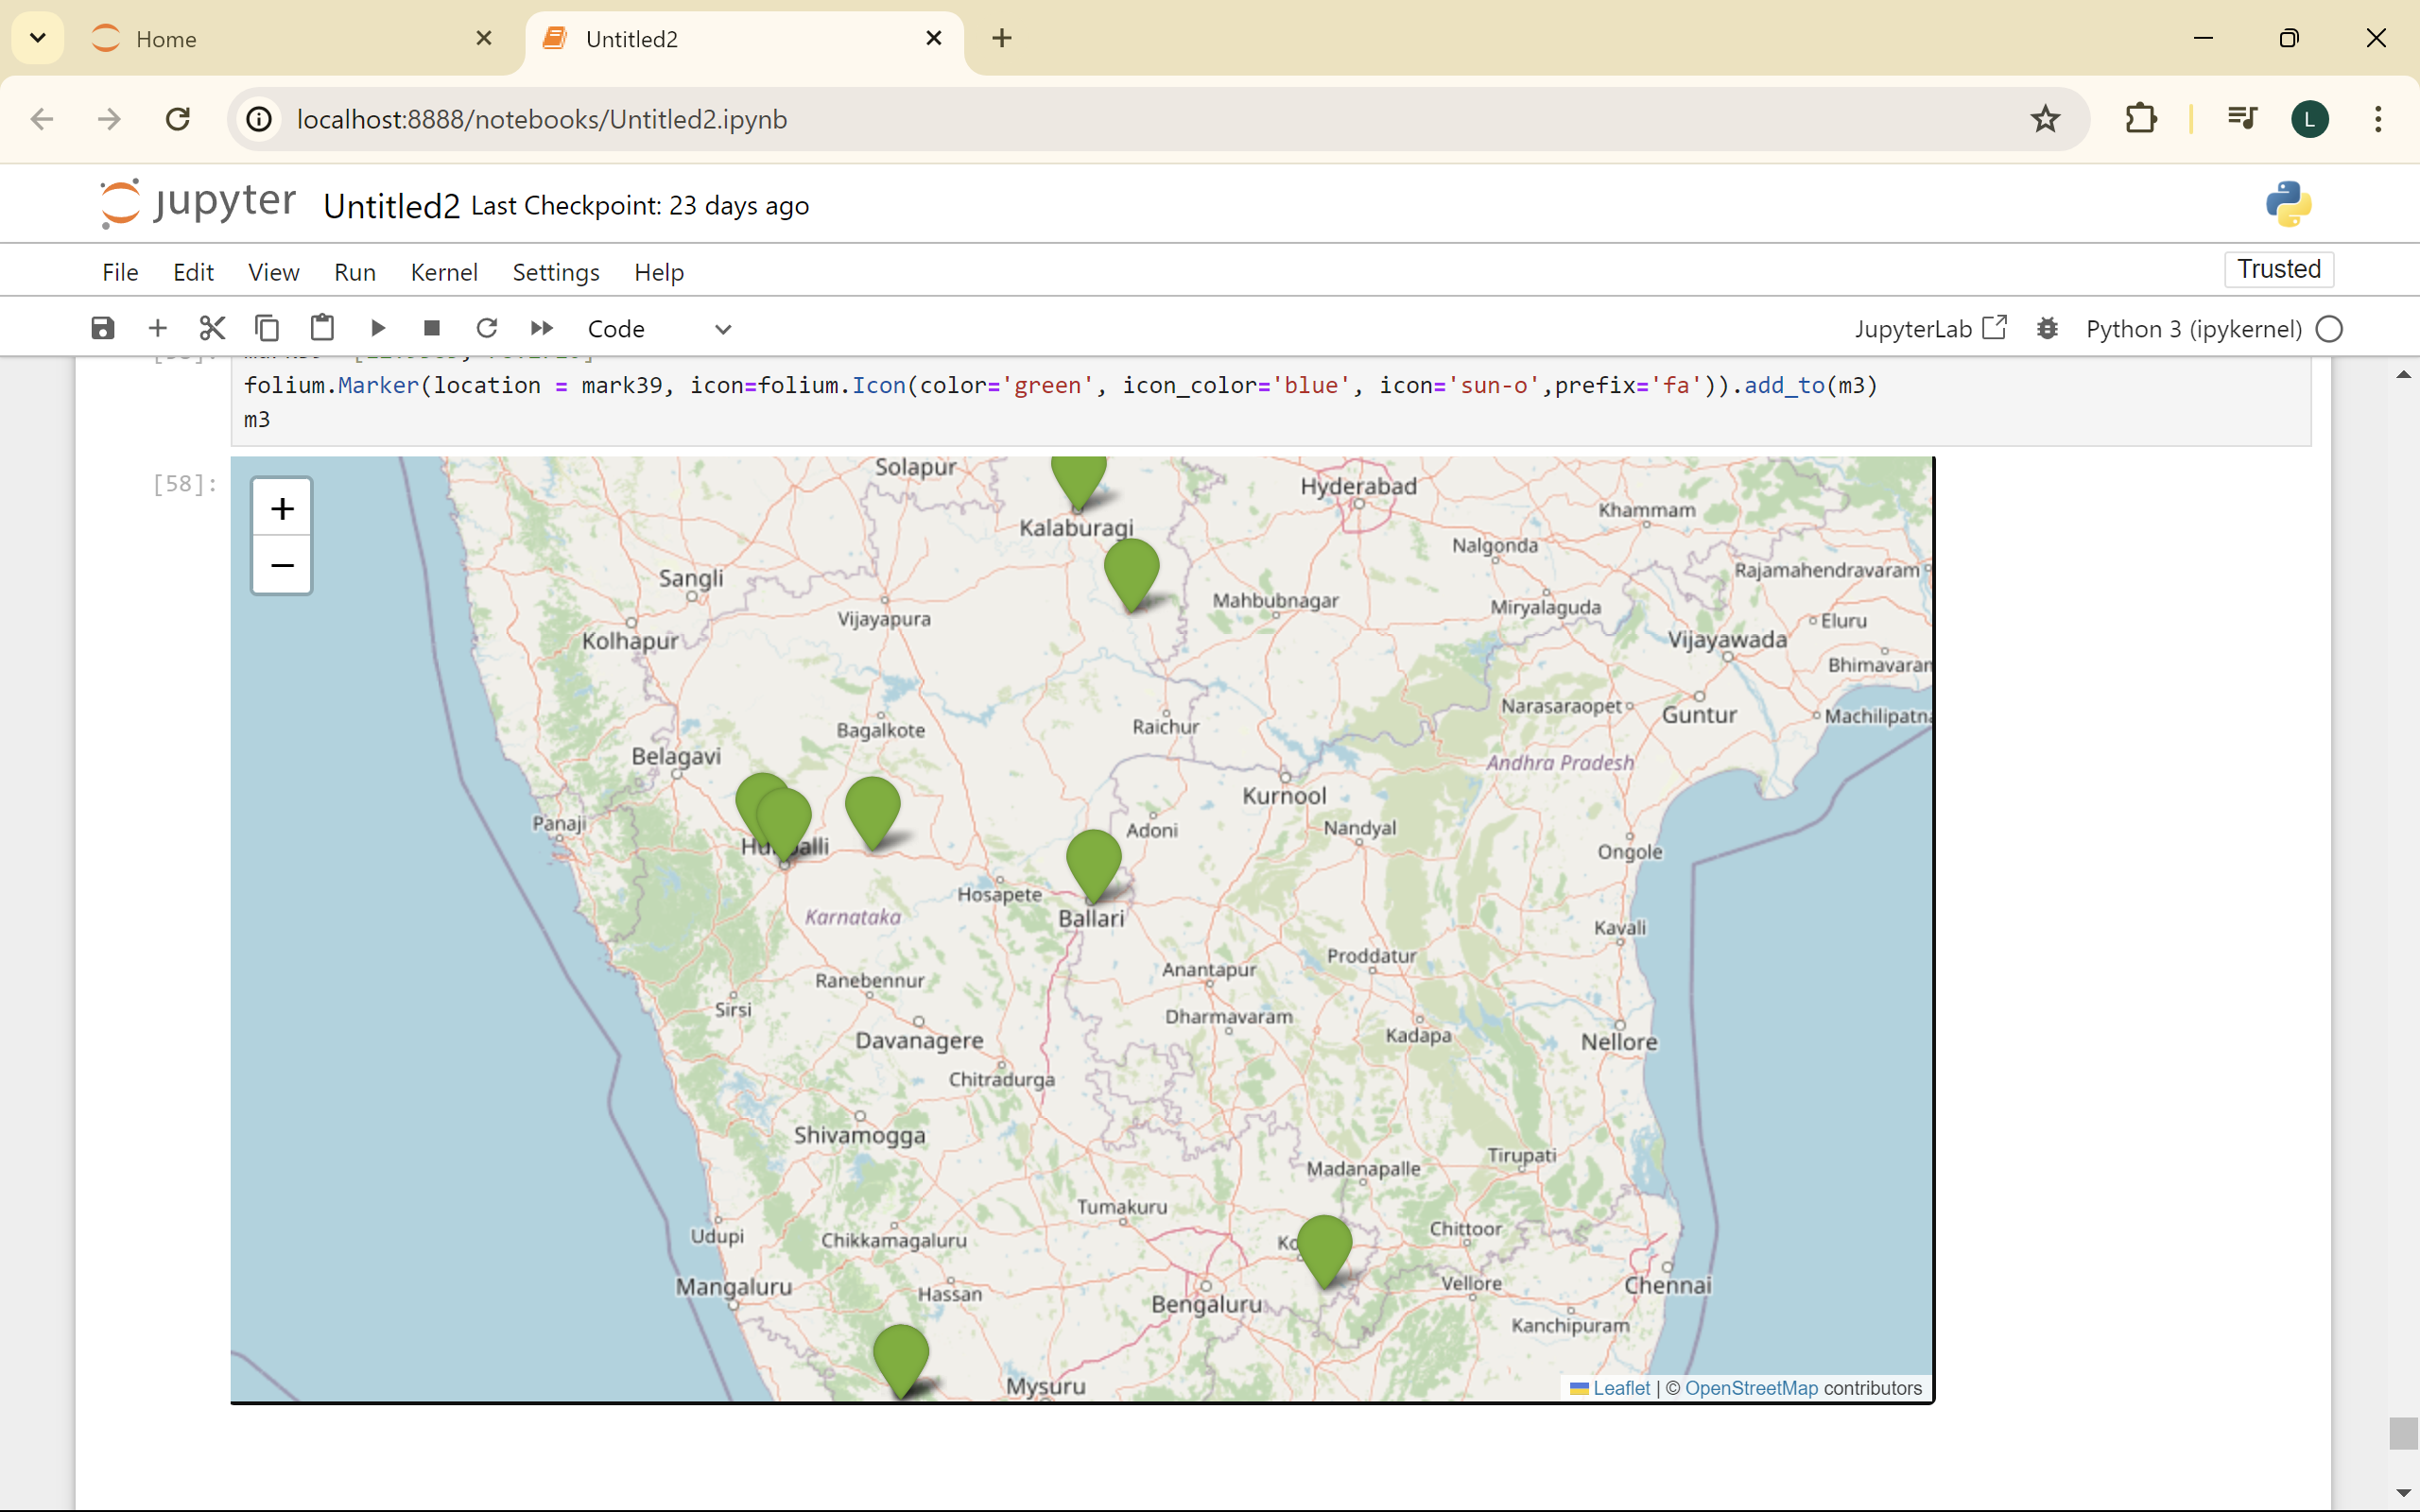 Home
Untitled2
localhost:8888/notebooks/Untitled2.ipynb
L
jupyter Untitled2 Last Checkpoint: 23 days ago
File Edit View Run Kernel Settings Help Trusted
Code JupyterLab Python 3 (ipykernel)
folium.Marker(location = mark39, icon=folium.Icon(color='green', icon_color='blue', icon='sun-o',prefix='fa')).add_to(m3)
m3
[58]:
+
−
Solapur
Hyderabad
Kalaburagi
Khammam
Nalgonda
Sangli
Rajamahendravaram
Mahbubnagar
Miryalaguda
Vijayapura
Eluru
Kolhapur
Vijayawada
Bhimavaram
Narasaraopet
Guntur
Machilipatna
Raichur
Bagalkote
Belagavi
Andhra Pradesh
Kurnool
Panaji
Nandyal
Adoni
Ongole
Hosapete
Karnataka
Ballari
Kavali
Proddatur
Anantapur
Ranebennur
Sirsi
Dharmavaram
Kadapa
Davanagere
Nellore
Chitradurga
Shivamogga
Tirupati
Madanapalle
Tumakuru
Chittoor
Udupi
Chikkamagaluru
Ko
Mangaluru
Hassan
Vellore
Chennai
Bengaluru
Kanchipuram
Mysuru
Leaflet | © OpenStreetMap contributors